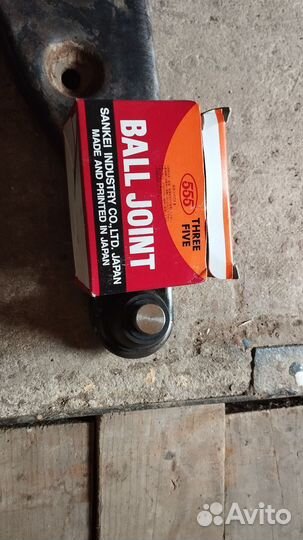 555
THREE
FIVE
BALL JOINT
SANKEI INDUSTRY CO.,LTD. JAPAN
MADE AND PRINTED IN JAPAN
Avito